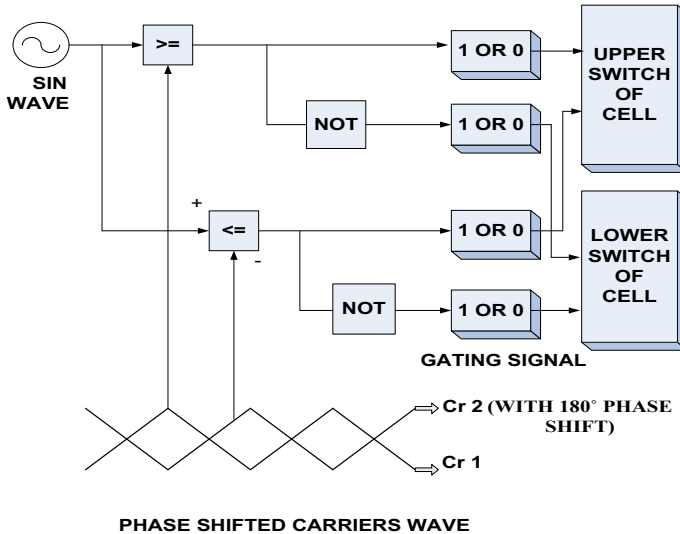 SIN
WAVE
>=
1 OR 0
UPPER
SWITCH
OF
CELL
NOT
1 OR 0
+
<=
-
1 OR 0
LOWER
SWITCH
OF
CELL
NOT
1 OR 0
GATING SIGNAL
Cr 2 (WITH 180° PHASE
SHIFT)
Cr 1
PHASE SHIFTED CARRIERS WAVE